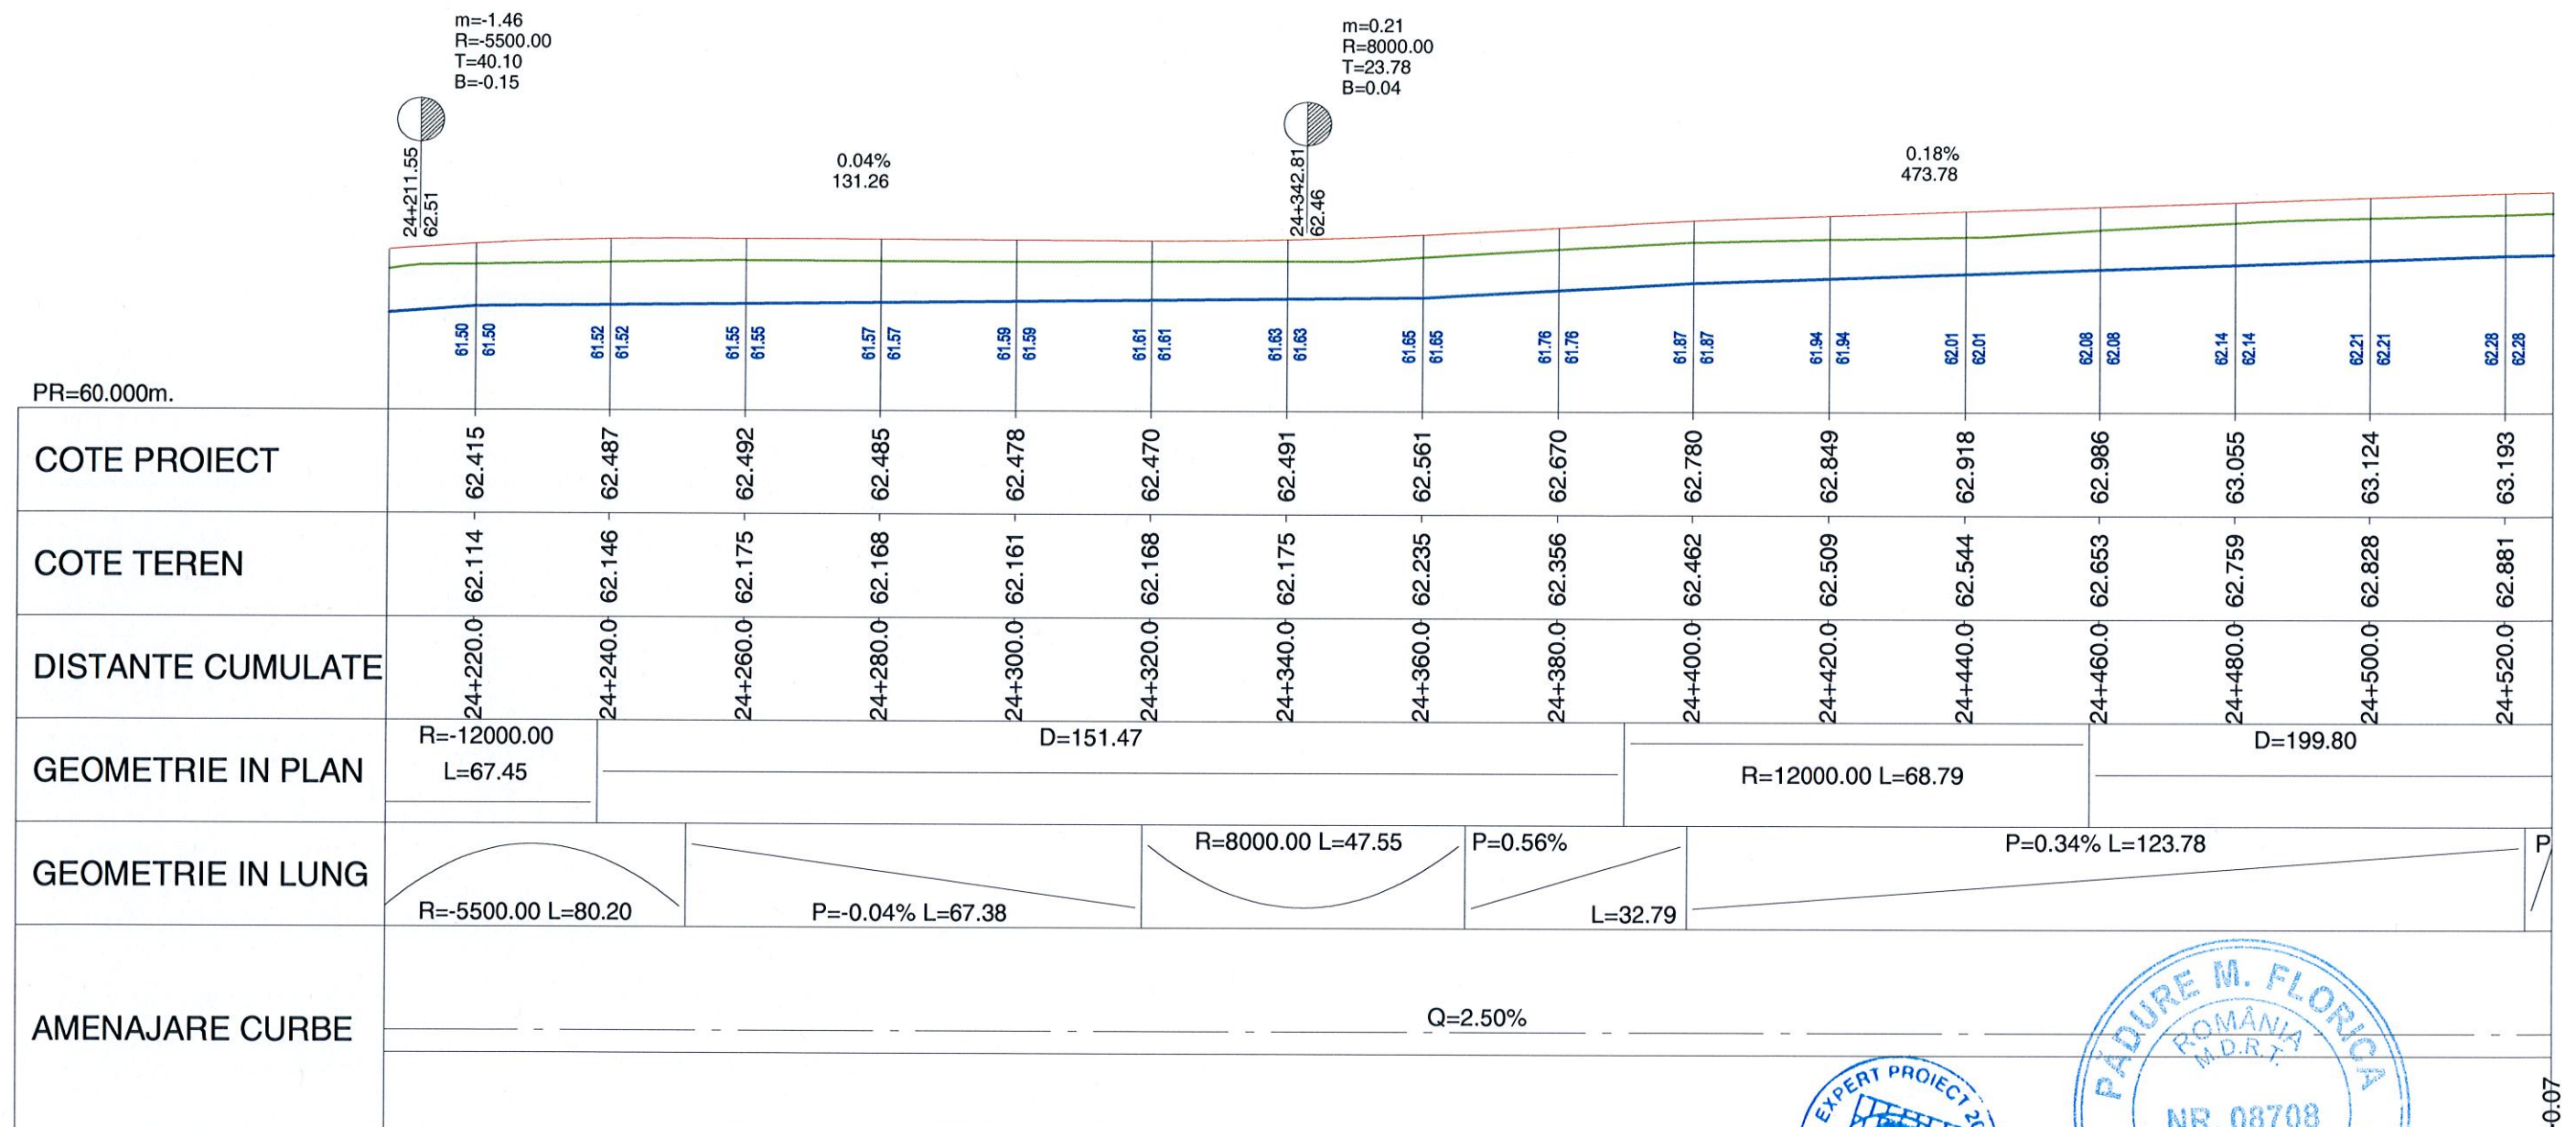 m=-1.46
R=-5500.00
T=40.10
B=-0.15
m=0.21
R=8000.00
T=23.78
B=0.04
24+211.55
62.51
0.04%
131.26
24+342.81
62.46
0.18%
473.78
61.50 61.50 61.52 61.52 61.55 61.55 61.57 61.57 61.59 61.59 61.61 61.61 61.63 61.63 61.65 61.65 61.76 61.76 61.87 61.87 61.94 61.94 62.01 62.01 62.08 62.08 62.14 62.14 62.21 62.21 62.28 62.28
PR=60.000m.
COTE PROIECT 62.415 62.487 62.492 62.485 62.478 62.470 62.491 62.561 62.670 62.780 62.849 62.918 62.986 63.055 63.124 63.193
COTE TEREN 62.114 62.146 62.175 62.168 62.161 62.168 62.175 62.235 62.356 62.462 62.509 62.544 62.653 62.759 62.828 62.881
DISTANTE CUMULATE 24+220.0 24+240.0 24+260.0 24+280.0 24+300.0 24+320.0 24+340.0 24+360.0 24+380.0 24+400.0 24+420.0 24+440.0 24+460.0 24+480.0 24+500.0 24+520.0
GEOMETRIE IN PLAN
R=-12000.00
L=67.45
D=151.47
R=12000.00 L=68.79
D=199.80
GEOMETRIE IN LUNG
R=-5500.00 L=80.20
P=-0.04% L=67.38
R=8000.00 L=47.55
P=0.56%
L=32.79
P=0.34% L=123.78
P
AMENAJARE CURBE
Q=2.50%
PĂDURE M. FLORICA
ROMÂNIA
M.D.R.T.
NR. 08708
EXPERT PROIECT 20
0.07